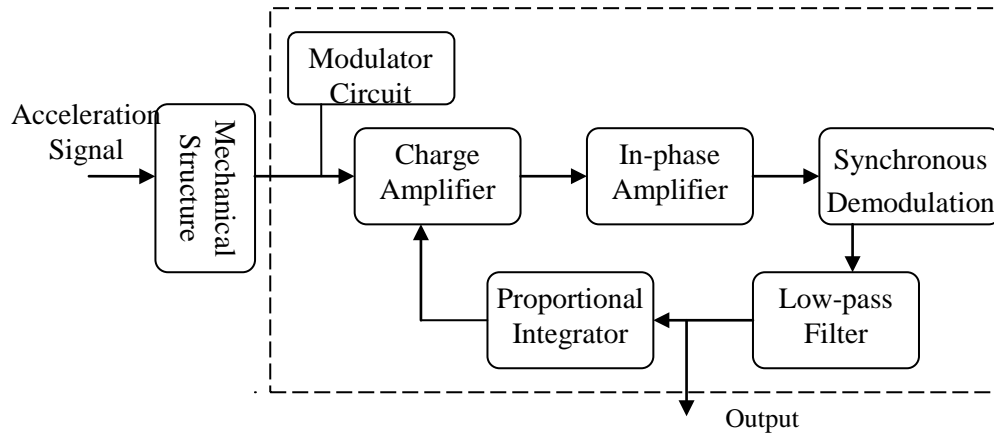 Modulator
Circuit
Acceleration
Signal
Mechanical
Structure
Charge
Amplifier
In-phase
Amplifier
Synchronous
Demodulation
Proportional
Integrator
Low-pass
Filter
Output